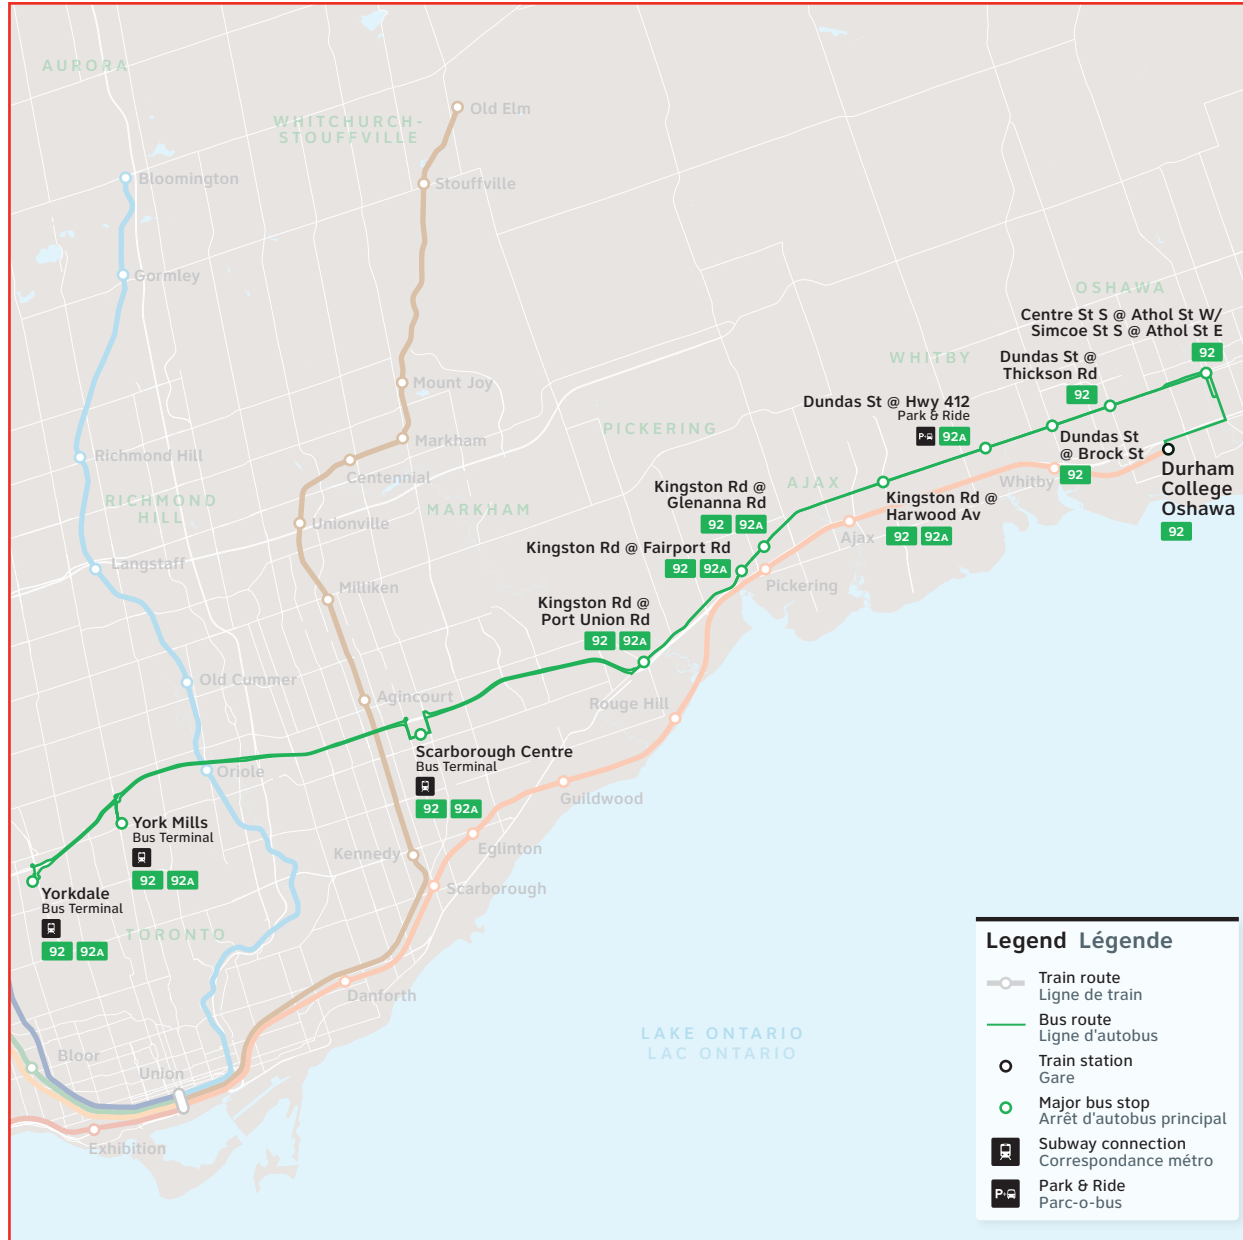 AURORA
WHITCHURCH-
STOUFFVILLE
Old Elm
Bloomington
Stouffville
Gormley
OSHAWA
Centre St S @ Athol St W/
Simcoe St S @ Athol St E
92
WHITBY
Dundas St @
Thickson Rd
92
Mount Joy
Dundas St @ Hwy 412
Park & Ride
P+ 92A
PICKERING
Markham
Dundas St
@ Brock St
92
Richmond Hill
Centennial
Whitby
Durham
College
Oshawa
92
RICHMOND
HILL
MARKHAM
Kingston Rd @
Glenanna Rd
92 92A
AJAX
Kingston Rd @
Harwood Av
92 92A
Unionville
Ajax
Kingston Rd @ Fairport Rd
92 92A
Langstaff
Milliken
Pickering
Kingston Rd @
Port Union Rd
92 92A
Old Cummer
Agincourt
Rouge Hill
Scarborough Centre
Bus Terminal
92 92A
Oriole
Guildwood
York Mills
Bus Terminal
92 92A
Kennedy
Eglinton
Scarborough
Yorkdale
Bus Terminal
92 92A
TORONTO
Danforth
LAKE ONTARIO
LAC ONTARIO
Bloor
Union
Exhibition
Legend Légende
Train route
Ligne de train
Bus route
Ligne d'autobus
Train station
Gare
Major bus stop
Arrêt d'autobus principal
Subway connection
Correspondance métro
P+
Park & Ride
Parc-o-bus